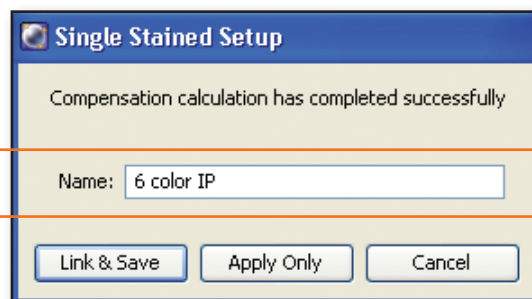 Single Stained Setup
Compensation calculation has completed successfully
Name: 6 color IP
Link & Save Apply Only Cancel